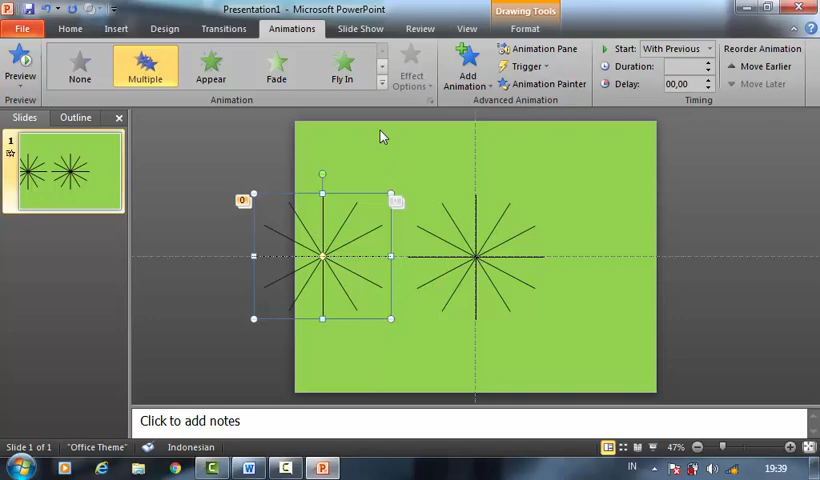 Presentation1 - Microsoft PowerPoint
Drawing Tools
File Home Insert Design Transitions Animations Slide Show Review View Format
Preview
None
Multiple
Appear
Fade
Fly In
Effect
Options
Add
Animation
Animation Pane
Trigger
Animation Painter
Start: With Previous
Duration:
Delay: 00,00
Reorder Animation
Move Earlier
Move Later
Preview Animation Advanced Animation Timing
Slides Outline
1
0
Click to add notes
Slide 1 of 1 "Office Theme" Indonesian 47%
IN 19:39